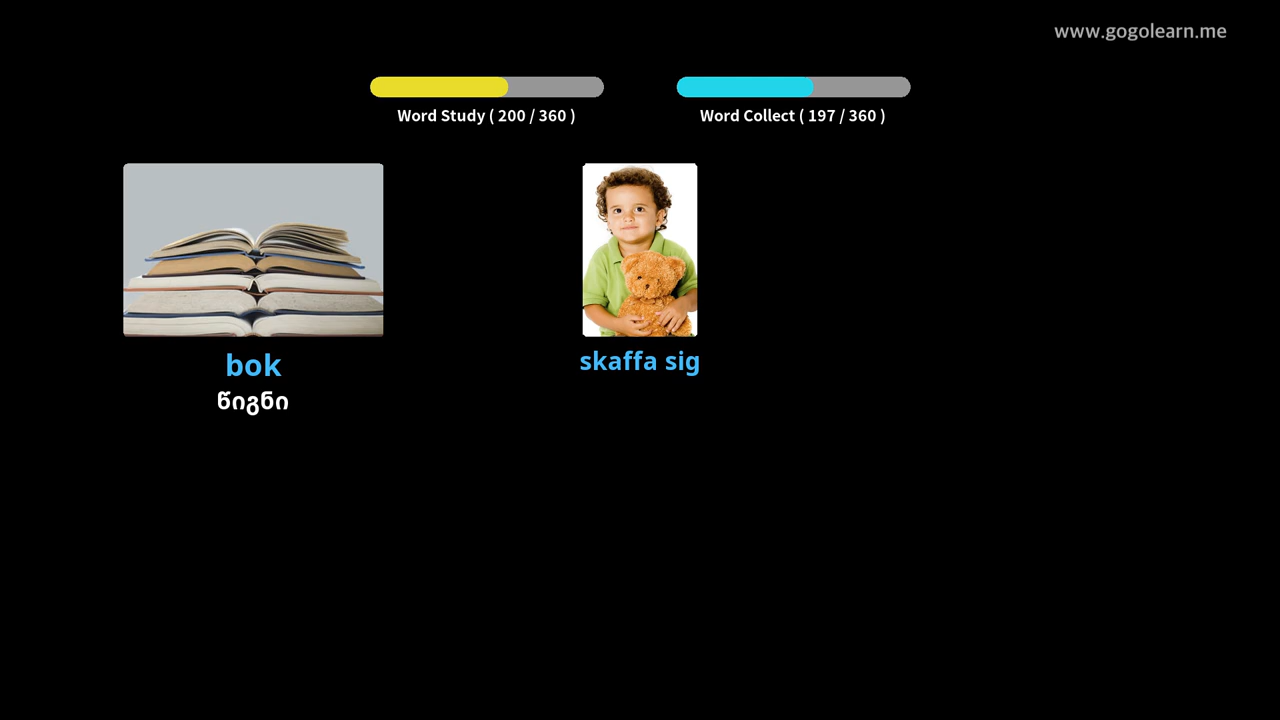 www.gogolearn.me
Word Study ( 200 / 360 )
Word Collect ( 197 / 360 )
bok
წიგნი
skaffa sig